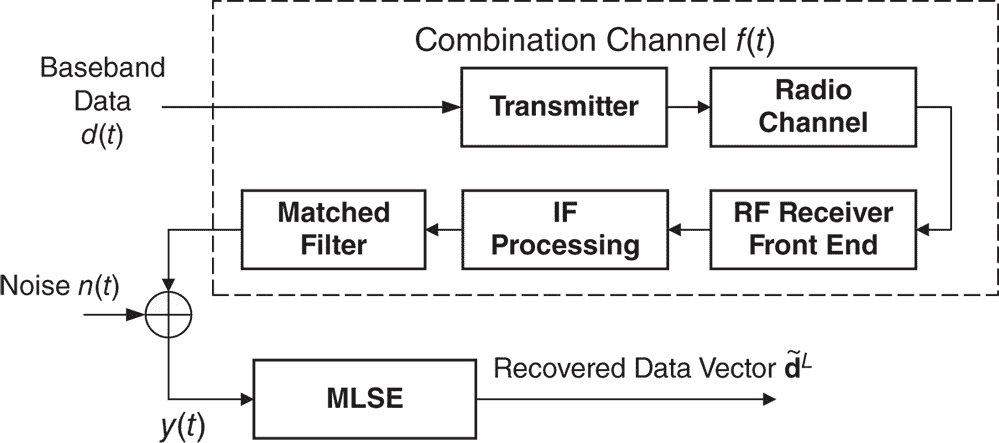 Combination Channel f(t)
Baseband
Data
d(t)
Transmitter
Radio
Channel
Matched
Filter
IF
Processing
RF Receiver
Front End
Noise n(t)
y(t)
MLSE
Recovered Data Vector d̃ᴸ